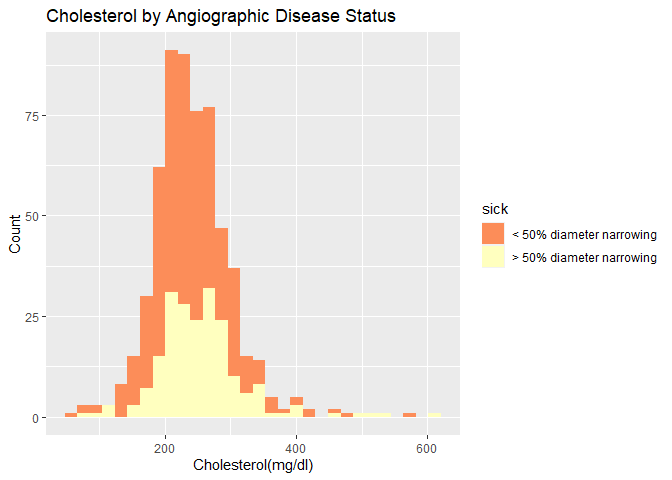 Cholesterol by Angiographic Disease Status
75
50
25
0
Count
200
400
600
Cholesterol(mg/dl)
sick
< 50% diameter narrowing
> 50% diameter narrowing